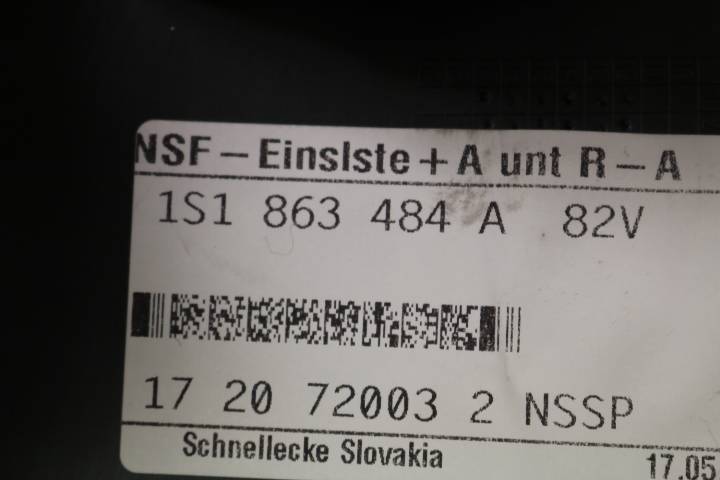 NSF - Einslste + A unt R - A
1S1 863 484 A 82V
17 20 72003 2 NSSP
Schnellecke Slovakia
17.05